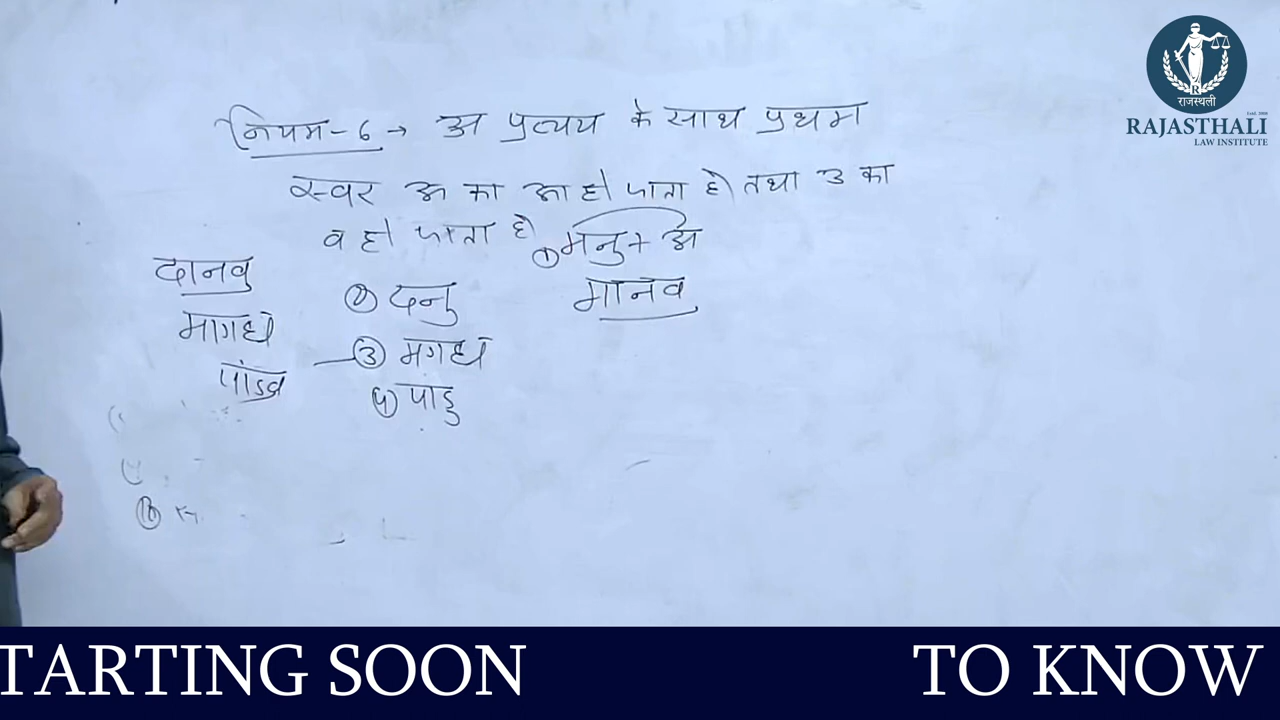 राजस्थली
RAJASTHALI
LAW INSTITUTE
नियम-6 → अ प्रत्यय के साथ प्रथम
स्वर अ का आ हो जाता है तथा उ का
व हो जाता है
① मनु + अ
मानव
② दनु
दानव
③ मगध
मागध
④ पांडु
पांडव
TARTING SOON
TO KNOW